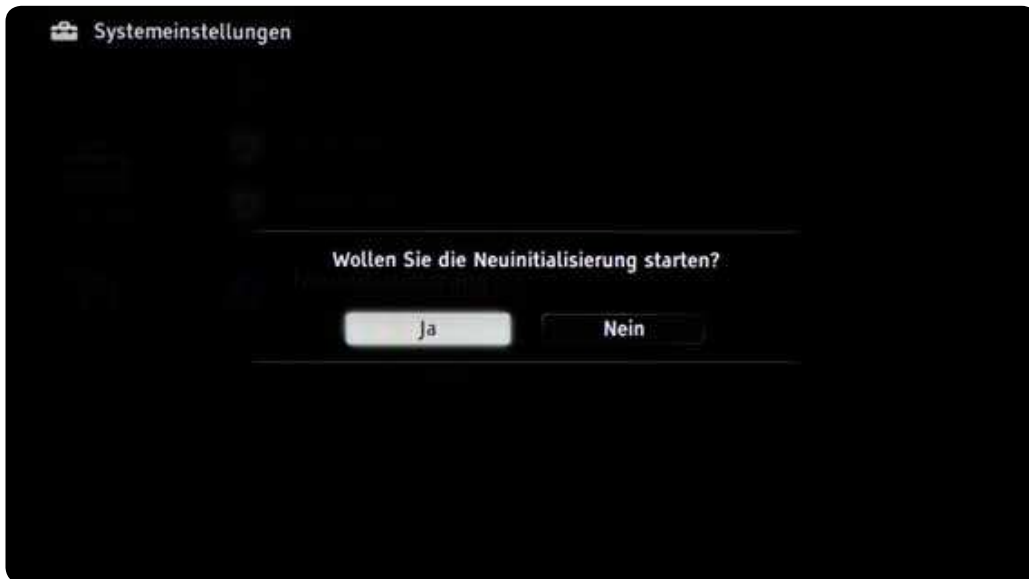 Systemeinstellungen
Wollen Sie die Neuinitialisierung starten?
Ja
Nein